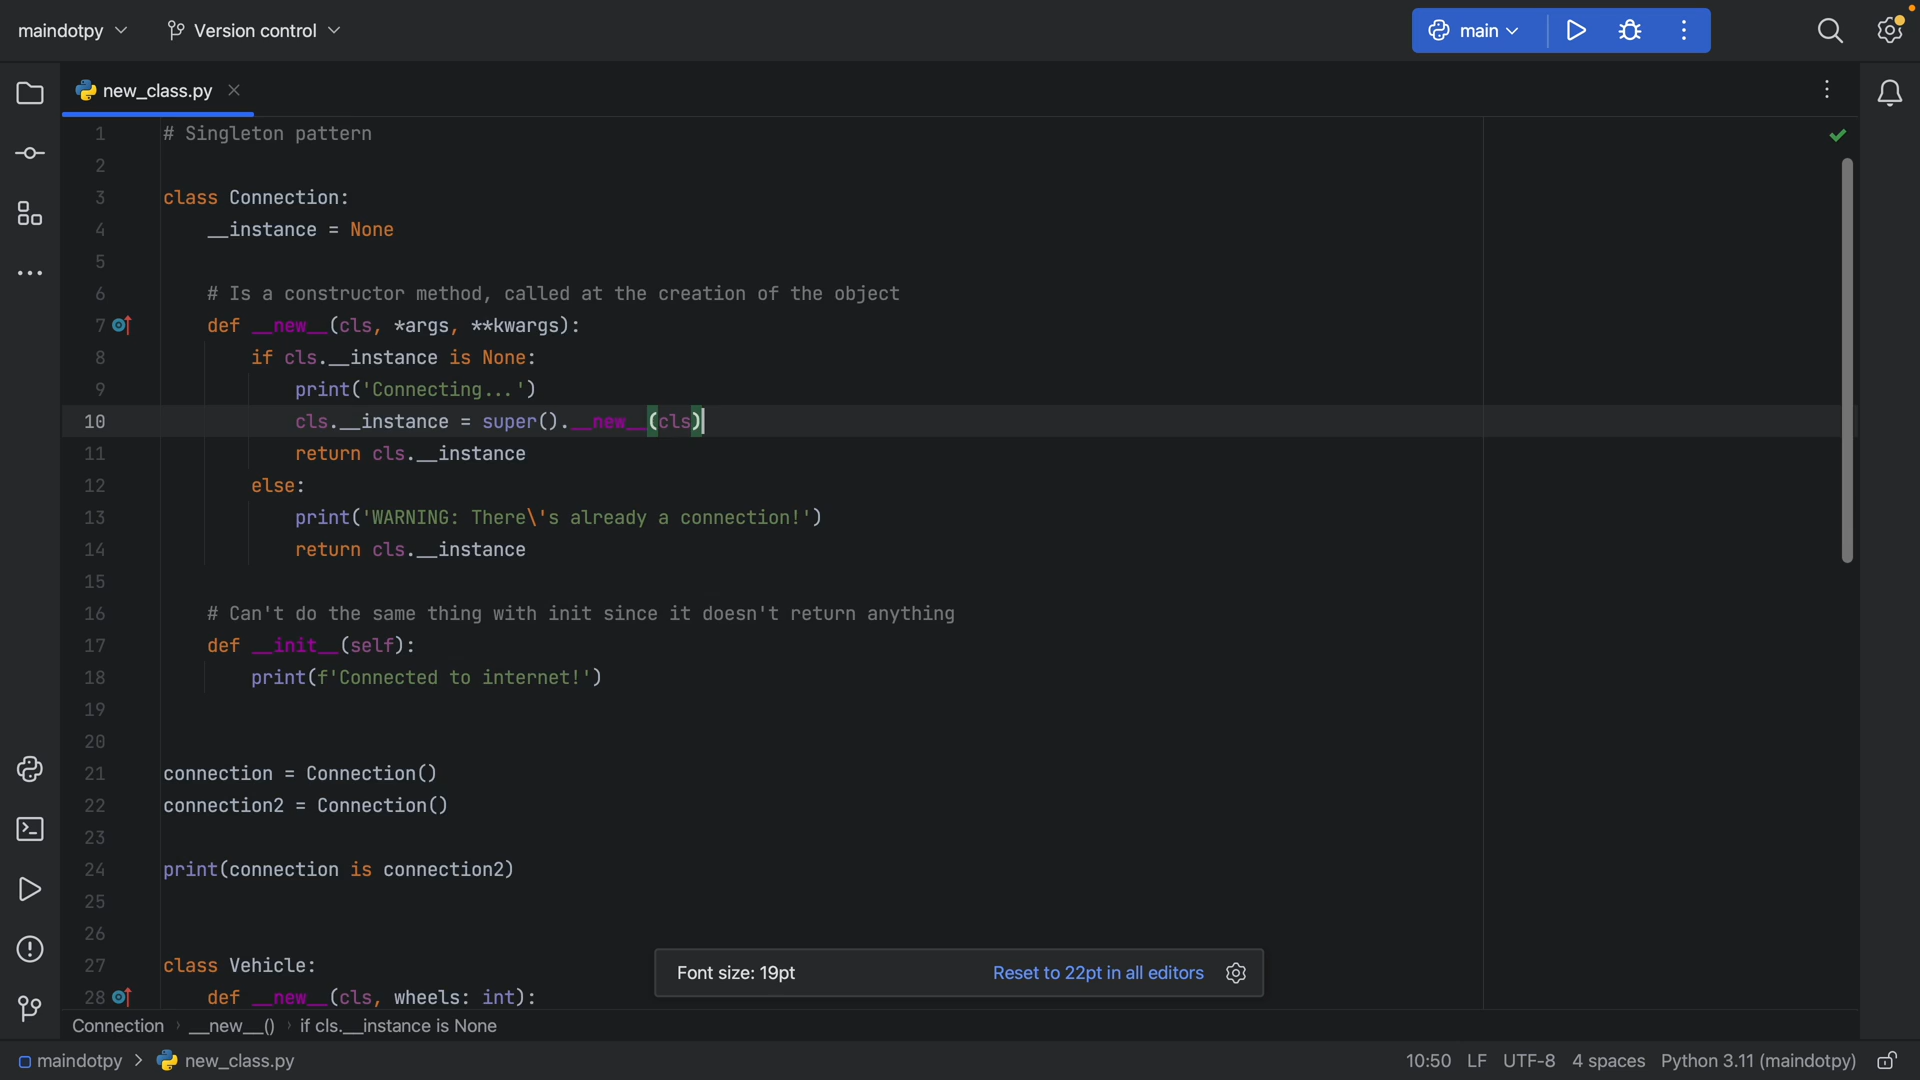 maindotpy Version control main
new_class.py
1 # Singleton pattern
2
3 class Connection:
4 __instance = None
5
6 # Is a constructor method, called at the creation of the object
7 def __new__(cls, *args, **kwargs):
8 if cls.__instance is None:
9 print('Connecting...')
10 cls.__instance = super().__new__(cls)
11 return cls.__instance
12 else:
13 print('WARNING: There\'s already a connection!')
14 return cls.__instance
15
16 # Can't do the same thing with init since it doesn't return anything
17 def __init__(self):
18 print(f'Connected to internet!')
19
20
21 connection = Connection()
22 connection2 = Connection()
23
24 print(connection is connection2)
25
26
27 class Vehicle:
28 def __new__(cls, wheels: int):
Font size: 19pt Reset to 22pt in all editors
Connection › __new__() › if cls.__instance is None
maindotpy > new_class.py 10:50 LF UTF-8 4 spaces Python 3.11 (maindotpy)